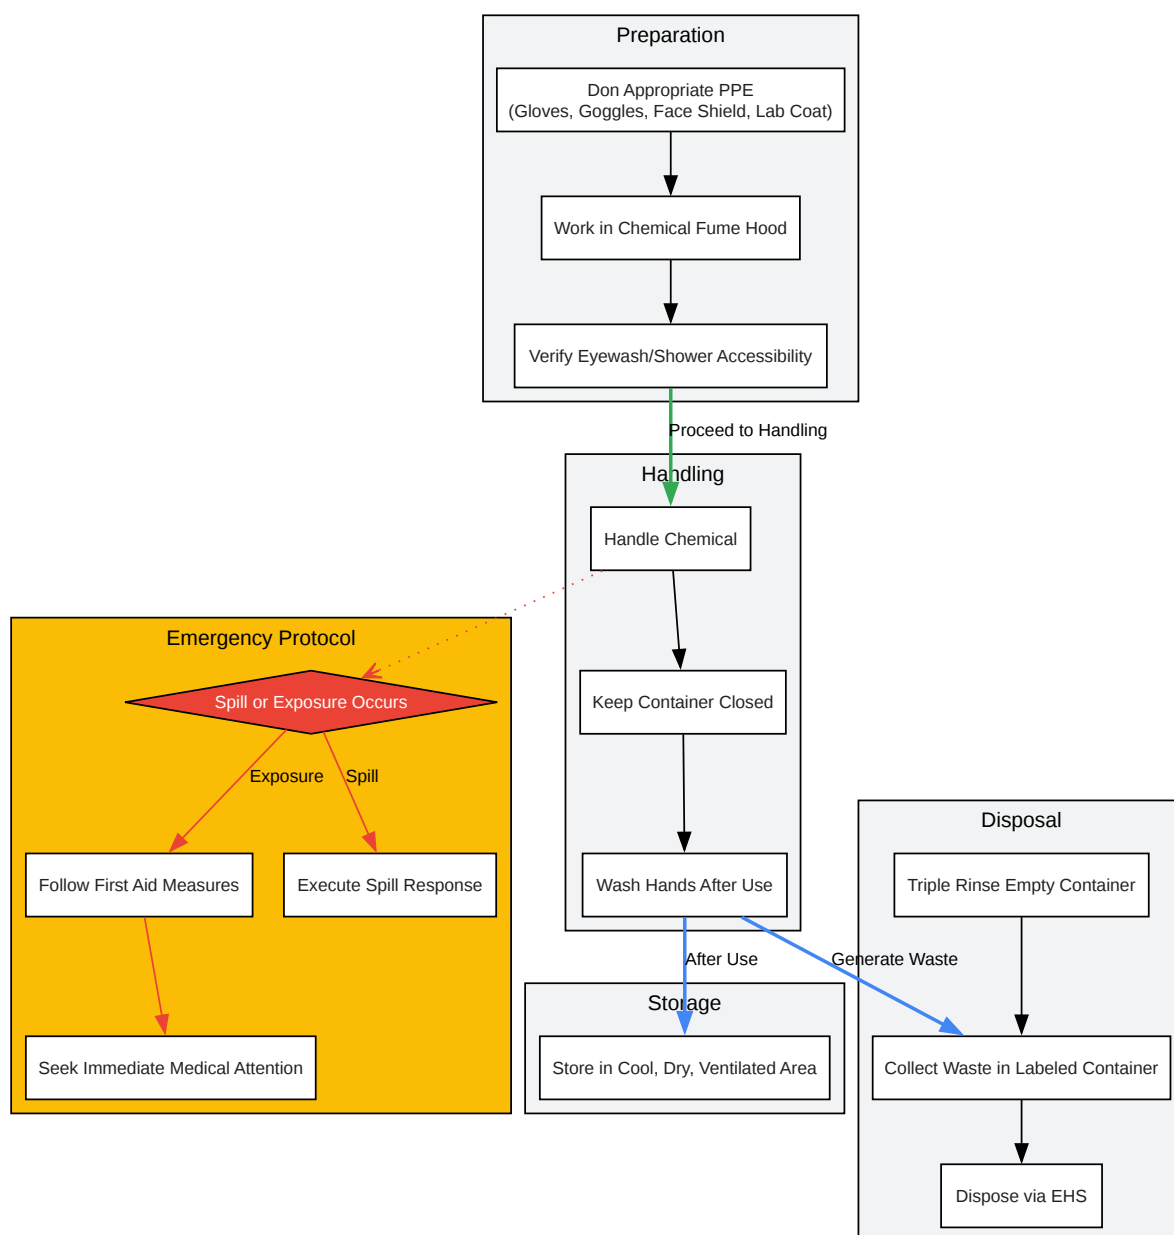 Preparation
Don Appropriate PPE
(Gloves, Goggles, Face Shield, Lab Coat)
Work in Chemical Fume Hood
Verify Eyewash/Shower Accessibility
Proceed to Handling
Handling
Handle Chemical
Keep Container Closed
Wash Hands After Use
Emergency Protocol
Spill or Exposure Occurs
Exposure
Spill
Follow First Aid Measures
Execute Spill Response
Seek Immediate Medical Attention
After Use
Generate Waste
Storage
Store in Cool, Dry, Ventilated Area
Disposal
Triple Rinse Empty Container
Collect Waste in Labeled Container
Dispose via EHS